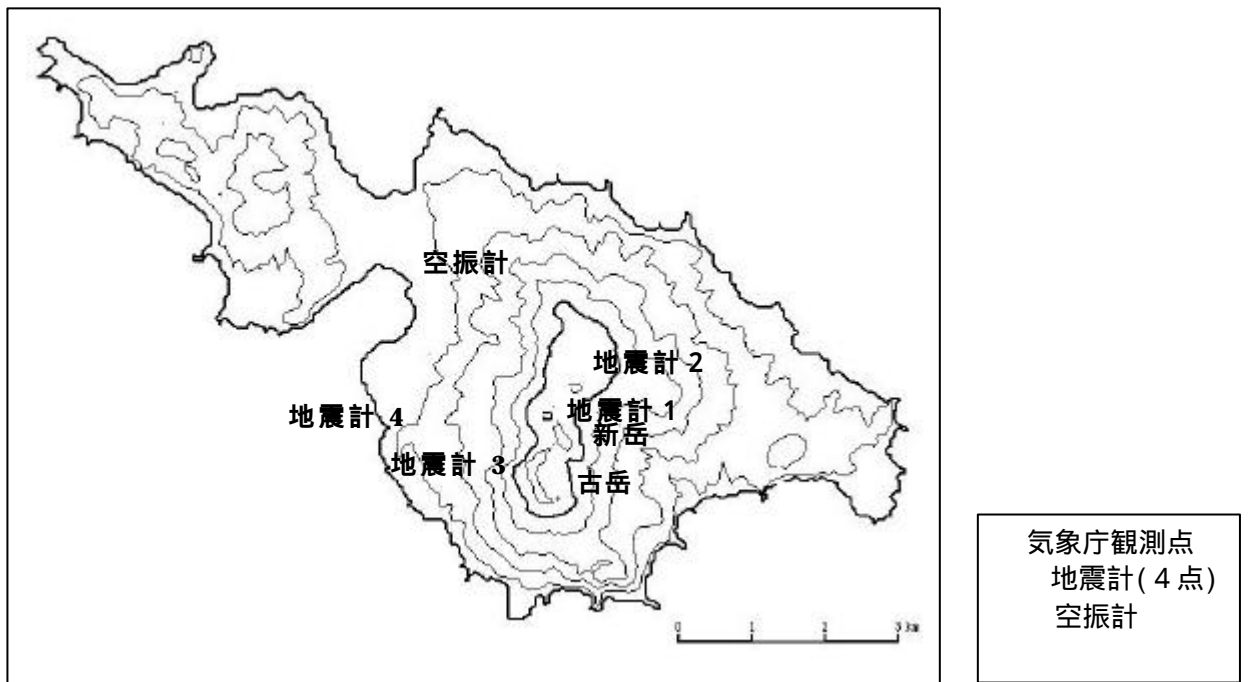 空振計
地震計 2
地震計 4
地震計 1
新岳
地震計 3
古岳
0 1 2 3 km
気象庁観測点
地震計(4点)
空振計